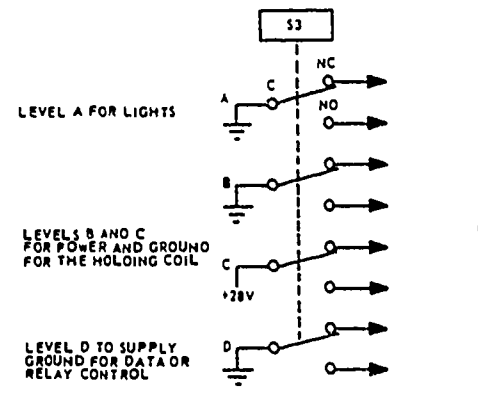 S3
NC
A
C
NO
LEVEL A FOR LIGHTS
B
LEVELS B AND C
FOR POWER AND GROUND
FOR THE HOLDING COIL
C
+28V
D
LEVEL D TO SUPPLY
GROUND FOR DATA OR
RELAY CONTROL